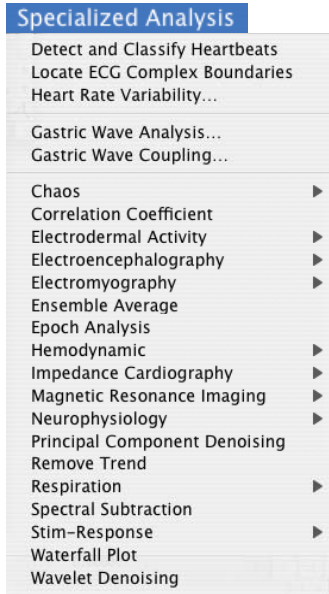 Specialized Analysis
Detect and Classify Heartbeats
Locate ECG Complex Boundaries
Heart Rate Variability...
Gastric Wave Analysis...
Gastric Wave Coupling...
Chaos
Correlation Coefficient
Electrodermal Activity
Electroencephalography
Electromyography
Ensemble Average
Epoch Analysis
Hemodynamic
Impedance Cardiography
Magnetic Resonance Imaging
Neurophysiology
Principal Component Denoising
Remove Trend
Respiration
Spectral Subtraction
Stim-Response
Waterfall Plot
Wavelet Denoising